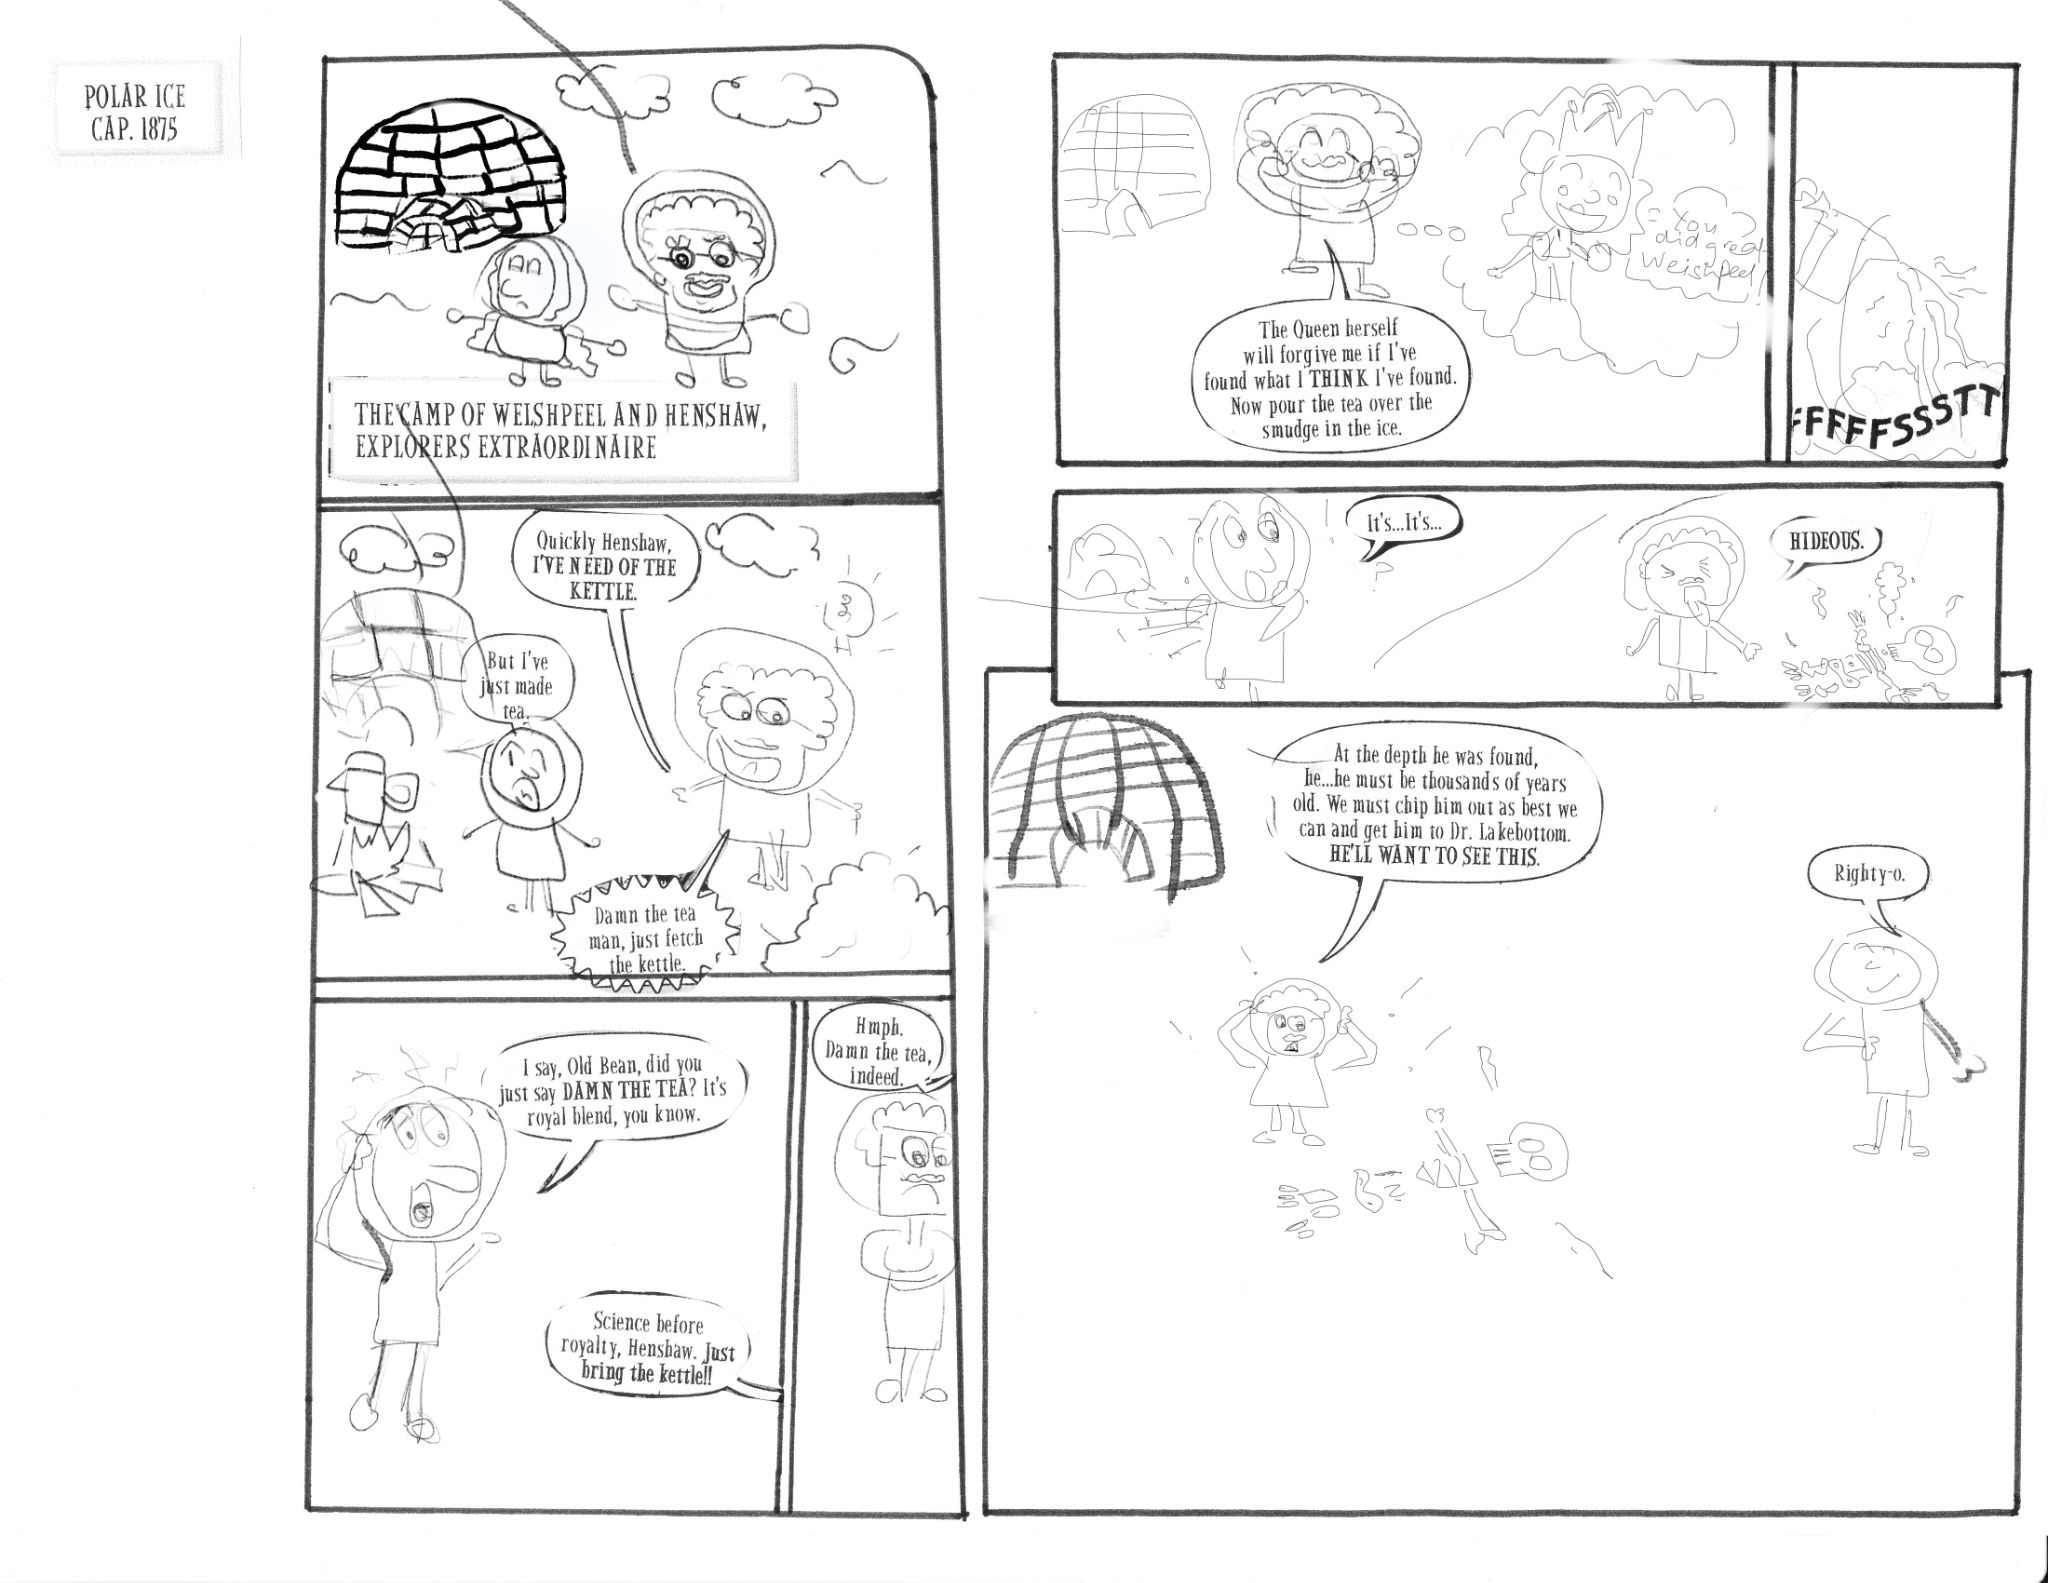 POLAR ICE
CAP. 1875
THE CAMP OF WELSHPEEL AND HENSHAW,
EXPLORERS EXTRAORDINAIRE
Quickly Henshaw,
I'VE NEED OF THE
KETTLE.
But I've
just made
tea.
Damn the tea
man, just fetch
the kettle.
I say, Old Bean, did you
just say DAMN THE TEA? It's
royal blend, you know.
Science before
royalty, Henshaw. Just
bring the kettle!!
Hmph.
Damn the tea,
indeed.
The Queen herself
will forgive me if I've
found what I THINK I've found.
Now pour the tea over the
smudge in the ice.
You
did great
Weishpeel!
FFFFFSSSSTT
It's...It's...
HIDEOUS.
At the depth he was found,
he...he must be thousands of years
old. We must chip him out as best we
can and get him to Dr. Lakebottom.
HE'LL WANT TO SEE THIS.
Righty-o.